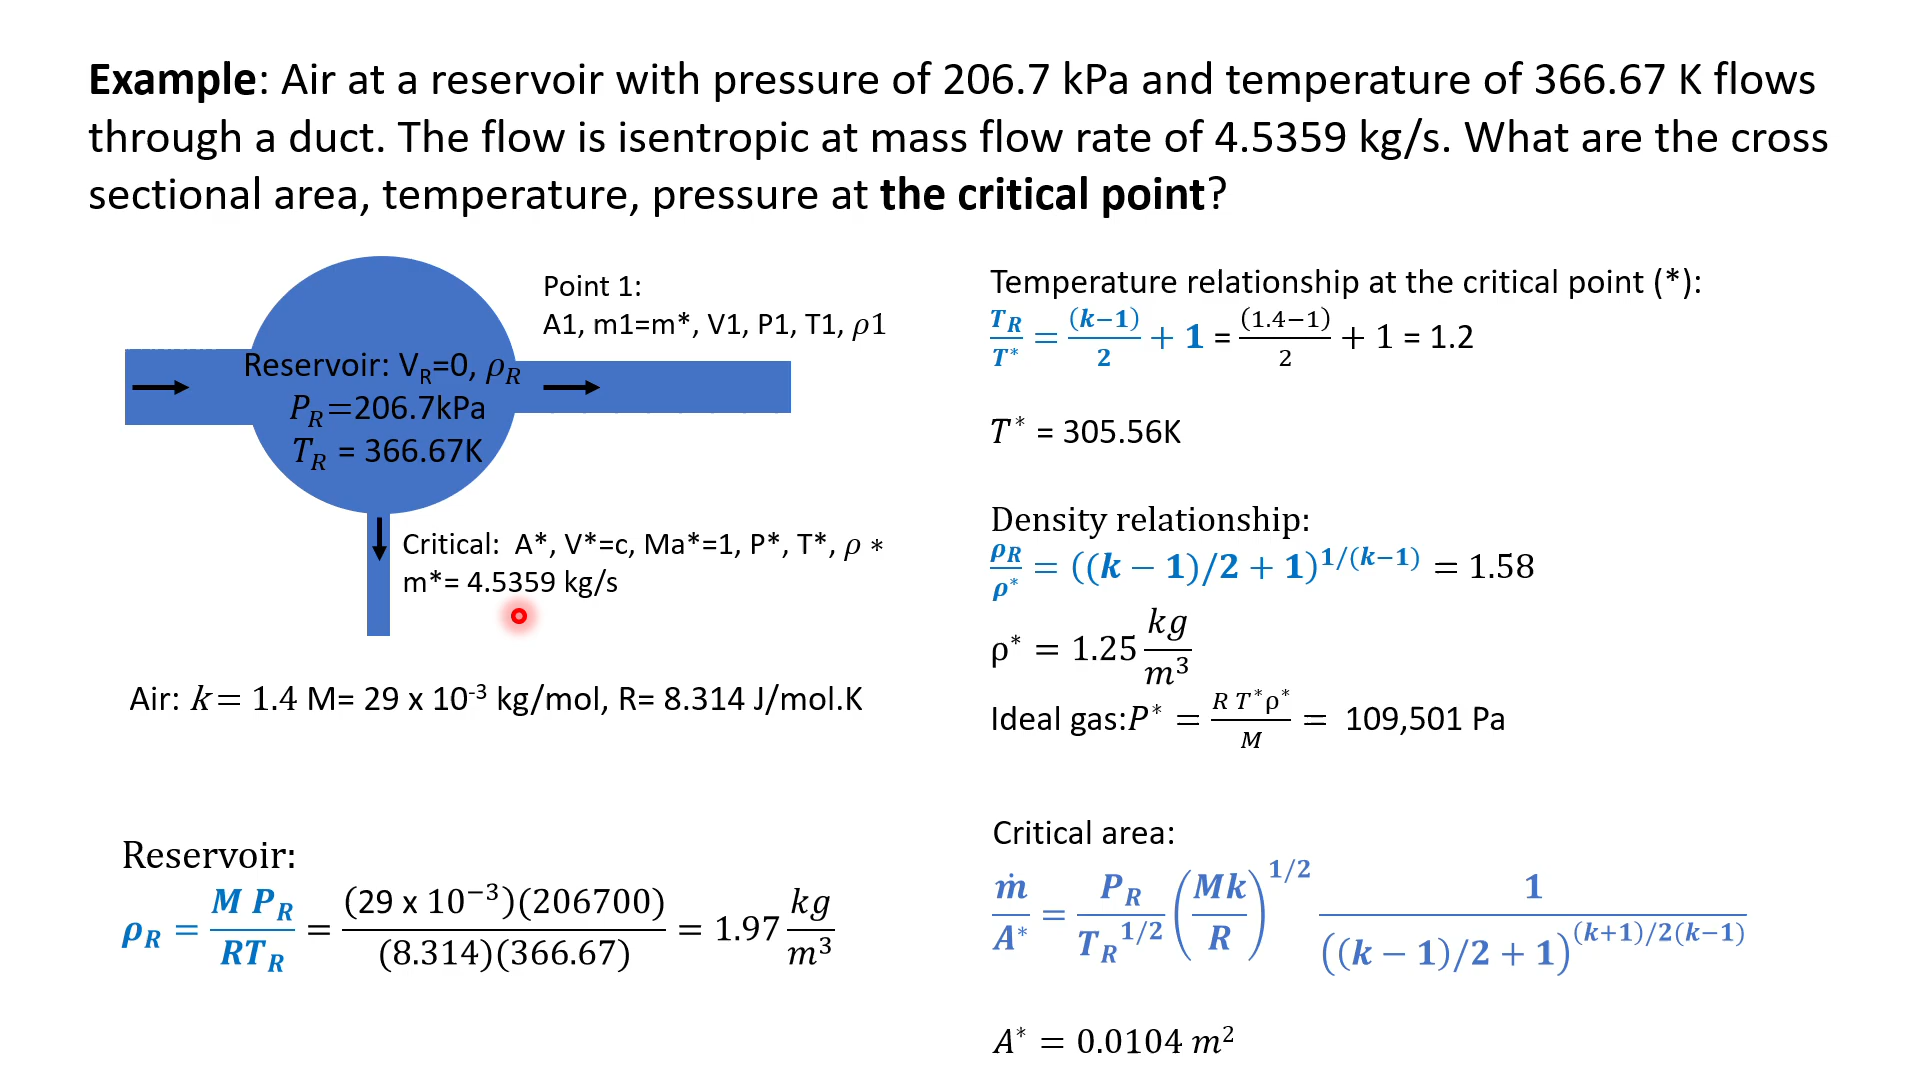 Example: Air at a reservoir with pressure of 206.7 kPa and temperature of 366.67 K flows
through a duct. The flow is isentropic at mass flow rate of 4.5359 kg/s. What are the cross
sectional area, temperature, pressure at the critical point?
Point 1:
A1, m1=m*, V1, P1, T1, ρ1
Reservoir: V_R=0, ρ_R
P_R=206.7kPa
T_R = 366.67K
Critical: A*, V*=c, Ma*=1, P*, T*, ρ∗
m*= 4.5359 kg/s
Air: k = 1.4 M= 29 x 10⁻³ kg/mol, R= 8.314 J/mol.K
Reservoir:
ρ_R = M P_R / RT_R = (29 x 10⁻³)(206700) / (8.314)(366.67) = 1.97 kg/m³
Temperature relationship at the critical point (*):
T_R/T* = (k−1)/2 + 1 = (1.4−1)/2 + 1 = 1.2
T* = 305.56K
Density relationship:
ρ_R/ρ* = ((k − 1)/2 + 1)^1/(k−1) = 1.58
ρ* = 1.25 kg/m³
Ideal gas:P* = R T*ρ*/M = 109,501 Pa
Critical area:
ṁ/A* = P_R/T_R^1/2 (Mk/R)^1/2 1/((k − 1)/2 + 1)^(k+1)/2(k−1)
A* = 0.0104 m²